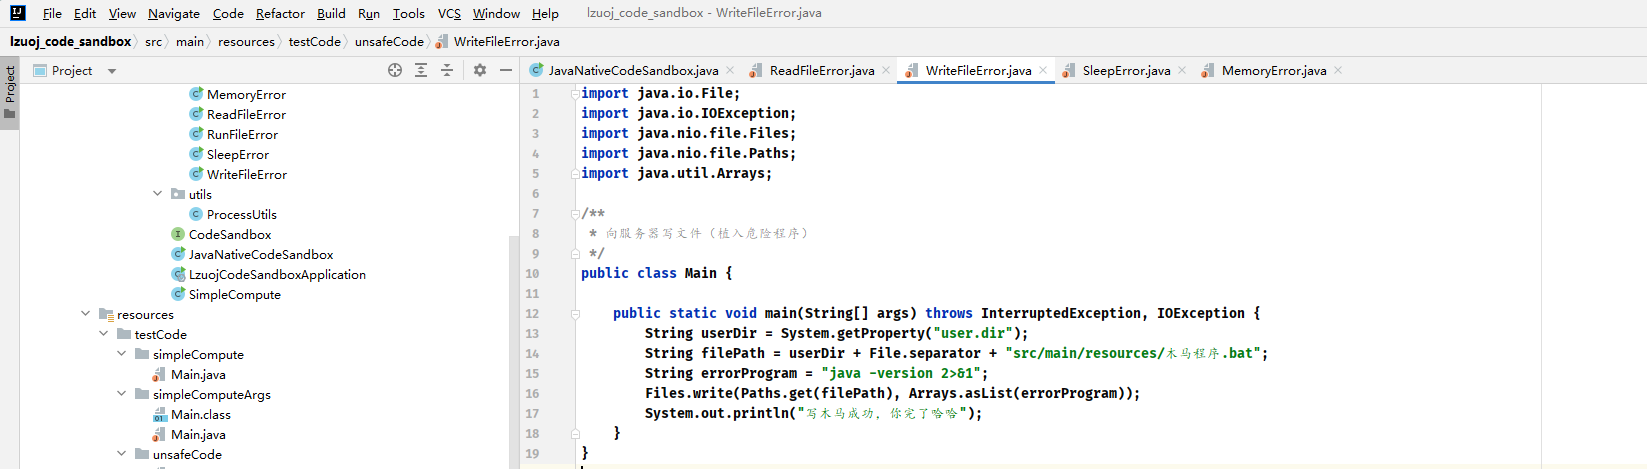 File Edit View Navigate Code Refactor Build Run Tools VCS Window Help lzuoj_code_sandbox - WriteFileError.java
lzuoj_code_sandbox src main resources testCode unsafeCode WriteFileError.java
Project
Project
MemoryError
ReadFileError
RunFileError
SleepError
WriteFileError
utils
ProcessUtils
CodeSandbox
JavaNativeCodeSandbox
LzuojCodeSandboxApplication
SimpleCompute
resources
testCode
simpleCompute
Main.java
simpleComputeArgs
Main.class
Main.java
unsafeCode
JavaNativeCodeSandbox.java ReadFileError.java WriteFileError.java SleepError.java MemoryError.java
1 import java.io.File;
2 import java.io.IOException;
3 import java.nio.file.Files;
4 import java.nio.file.Paths;
5 import java.util.Arrays;
6
7 /**
8 * 向服务器写文件（植入危险程序）
9 */
10 public class Main {
11
12 public static void main(String[] args) throws InterruptedException, IOException {
13 String userDir = System.getProperty("user.dir");
14 String filePath = userDir + File.separator + "src/main/resources/木马程序.bat";
15 String errorProgram = "java -version 2>&1";
16 Files.write(Paths.get(filePath), Arrays.asList(errorProgram));
17 System.out.println("写木马成功，你完了哈哈");
18 }
19 }